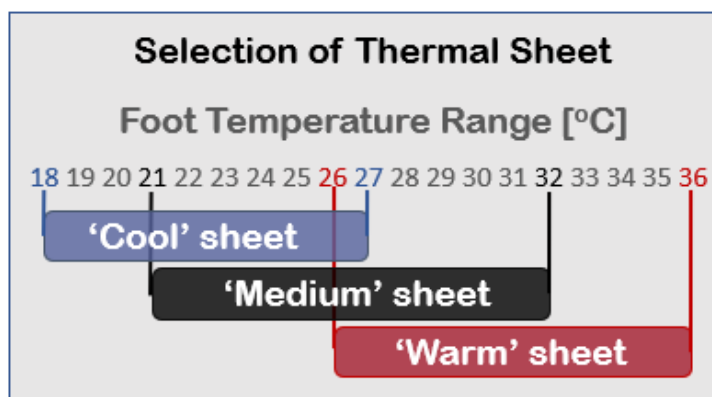 Selection of Thermal Sheet
Foot Temperature Range [ºC]
18 19 20 21 22 23 24 25 26 27 28 29 30 31 32 33 34 35 36
‘Cool’ sheet
‘Medium’ sheet
‘Warm’ sheet